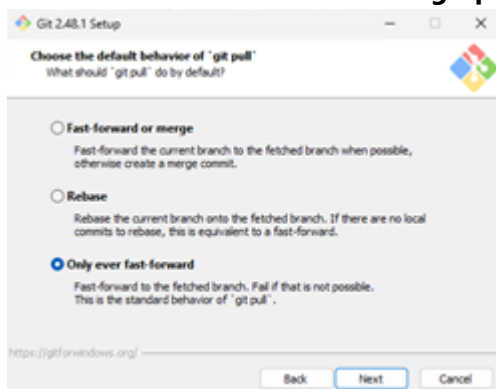 Git 2.48.1 Setup
Choose the default behavior of `git pull`
What should `git pull` do by default?
Fast-forward or merge
Fast-forward the current branch to the fetched branch when possible,
otherwise create a merge commit.
Rebase
Rebase the current branch onto the fetched branch. If there are no local
commits to rebase, this is equivalent to a fast-forward.
Only ever fast-forward
Fast-forward to the fetched branch. Fail if that is not possible.
This is the standard behavior of `git pull`.
https://gitforwindows.org/
Back Next Cancel